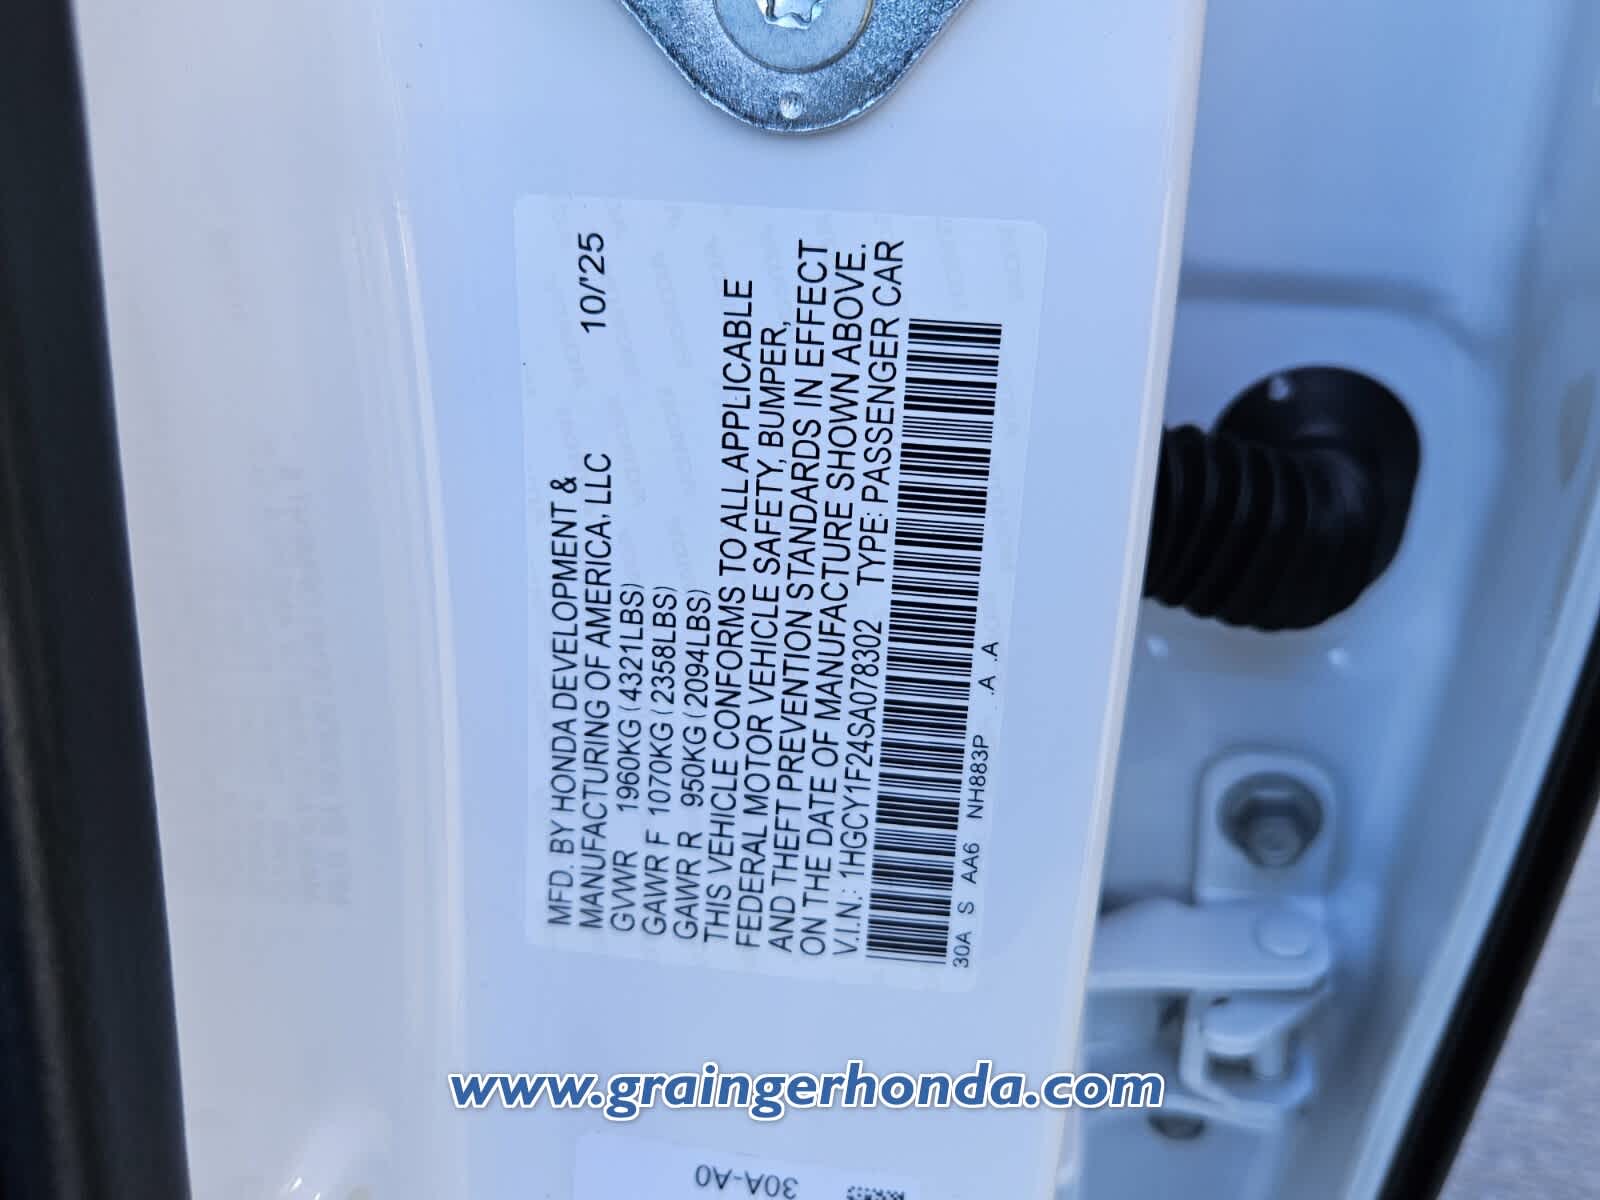 MFD. BY HONDA DEVELOPMENT &
MANUFACTURING OF AMERICA, LLC 10/'25
GVWR 1960KG (4321LBS)
GAWR F 1070KG (2358LBS)
GAWR R 950KG (2094LBS)
THIS VEHICLE CONFORMS TO ALL APPLICABLE
FEDERAL MOTOR VEHICLE SAFETY, BUMPER,
AND THEFT PREVENTION STANDARDS IN EFFECT
ON THE DATE OF MANUFACTURE SHOWN ABOVE.
V.I.N.: 1HGCY1F24SA078302 TYPE: PASSENGER CAR
30A S AA6 NH883P .A .A
www.graingerhonda.com
30A-A0